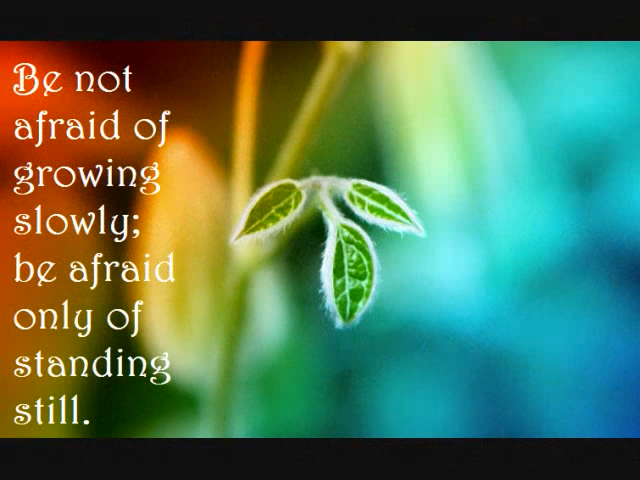 Be not
afraid of
growing
slowly;
be afraid
only of
standing
still.